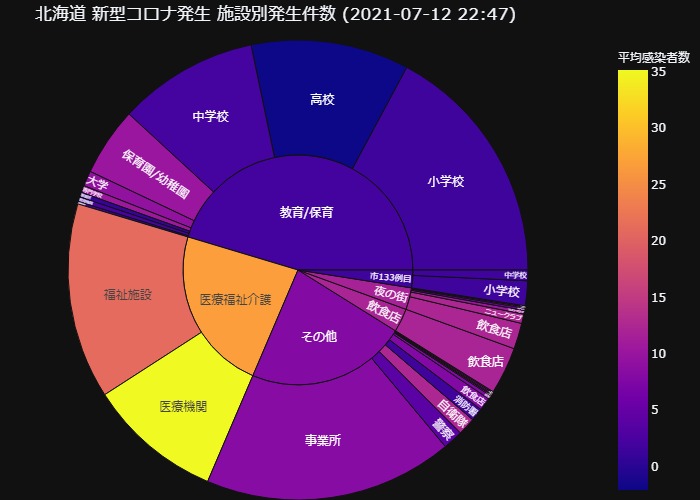 北海道 新型コロナ発生 施設別発生件数 (2021-07-12 22:47)
平均感染者数
35
30
25
20
15
10
5
0
高校
中学校
小学校
保育園/幼稚園
大学
専門学校
教育/保育
市133例目
中学校
小学校
夜の街
ニュークラブ
飲食店
飲食店
飲食店
福祉施設
医療福祉介護
その他
医療機関
事業所
飲食店
消防署
自衛隊
警察